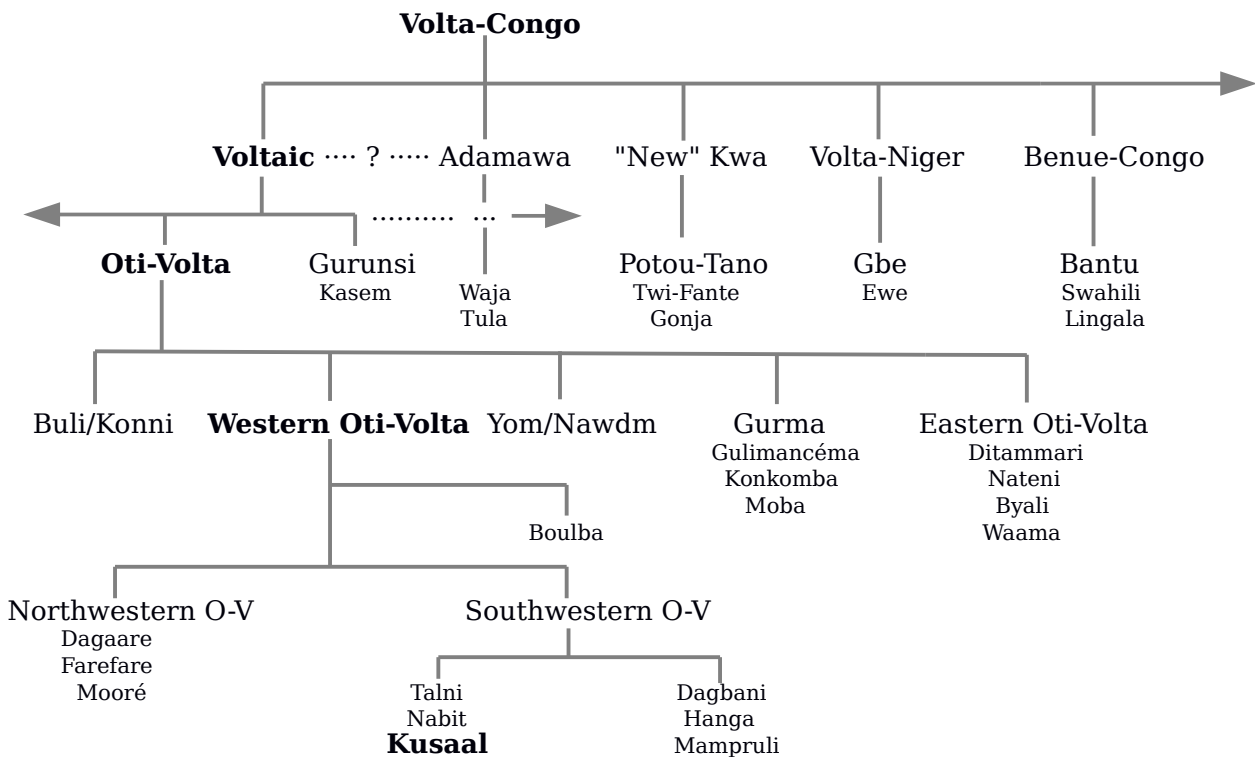 Volta-Congo
Voltaic ···· ? ····· Adamawa "New" Kwa Volta-Niger Benue-Congo
·········· ···
Oti-Volta Gurunsi Potou-Tano Gbe Bantu
Kasem Waja Twi-Fante Ewe Swahili
Tula Gonja Lingala
Buli/Konni Western Oti-Volta Yom/Nawdm Gurma Eastern Oti-Volta
Gulimancéma Ditammari
Konkomba Nateni
Moba Byali
Boulba Waama
Northwestern O-V Southwestern O-V
Dagaare
Farefare
Mooré Talni Dagbani
Nabit Hanga
Kusaal Mampruli